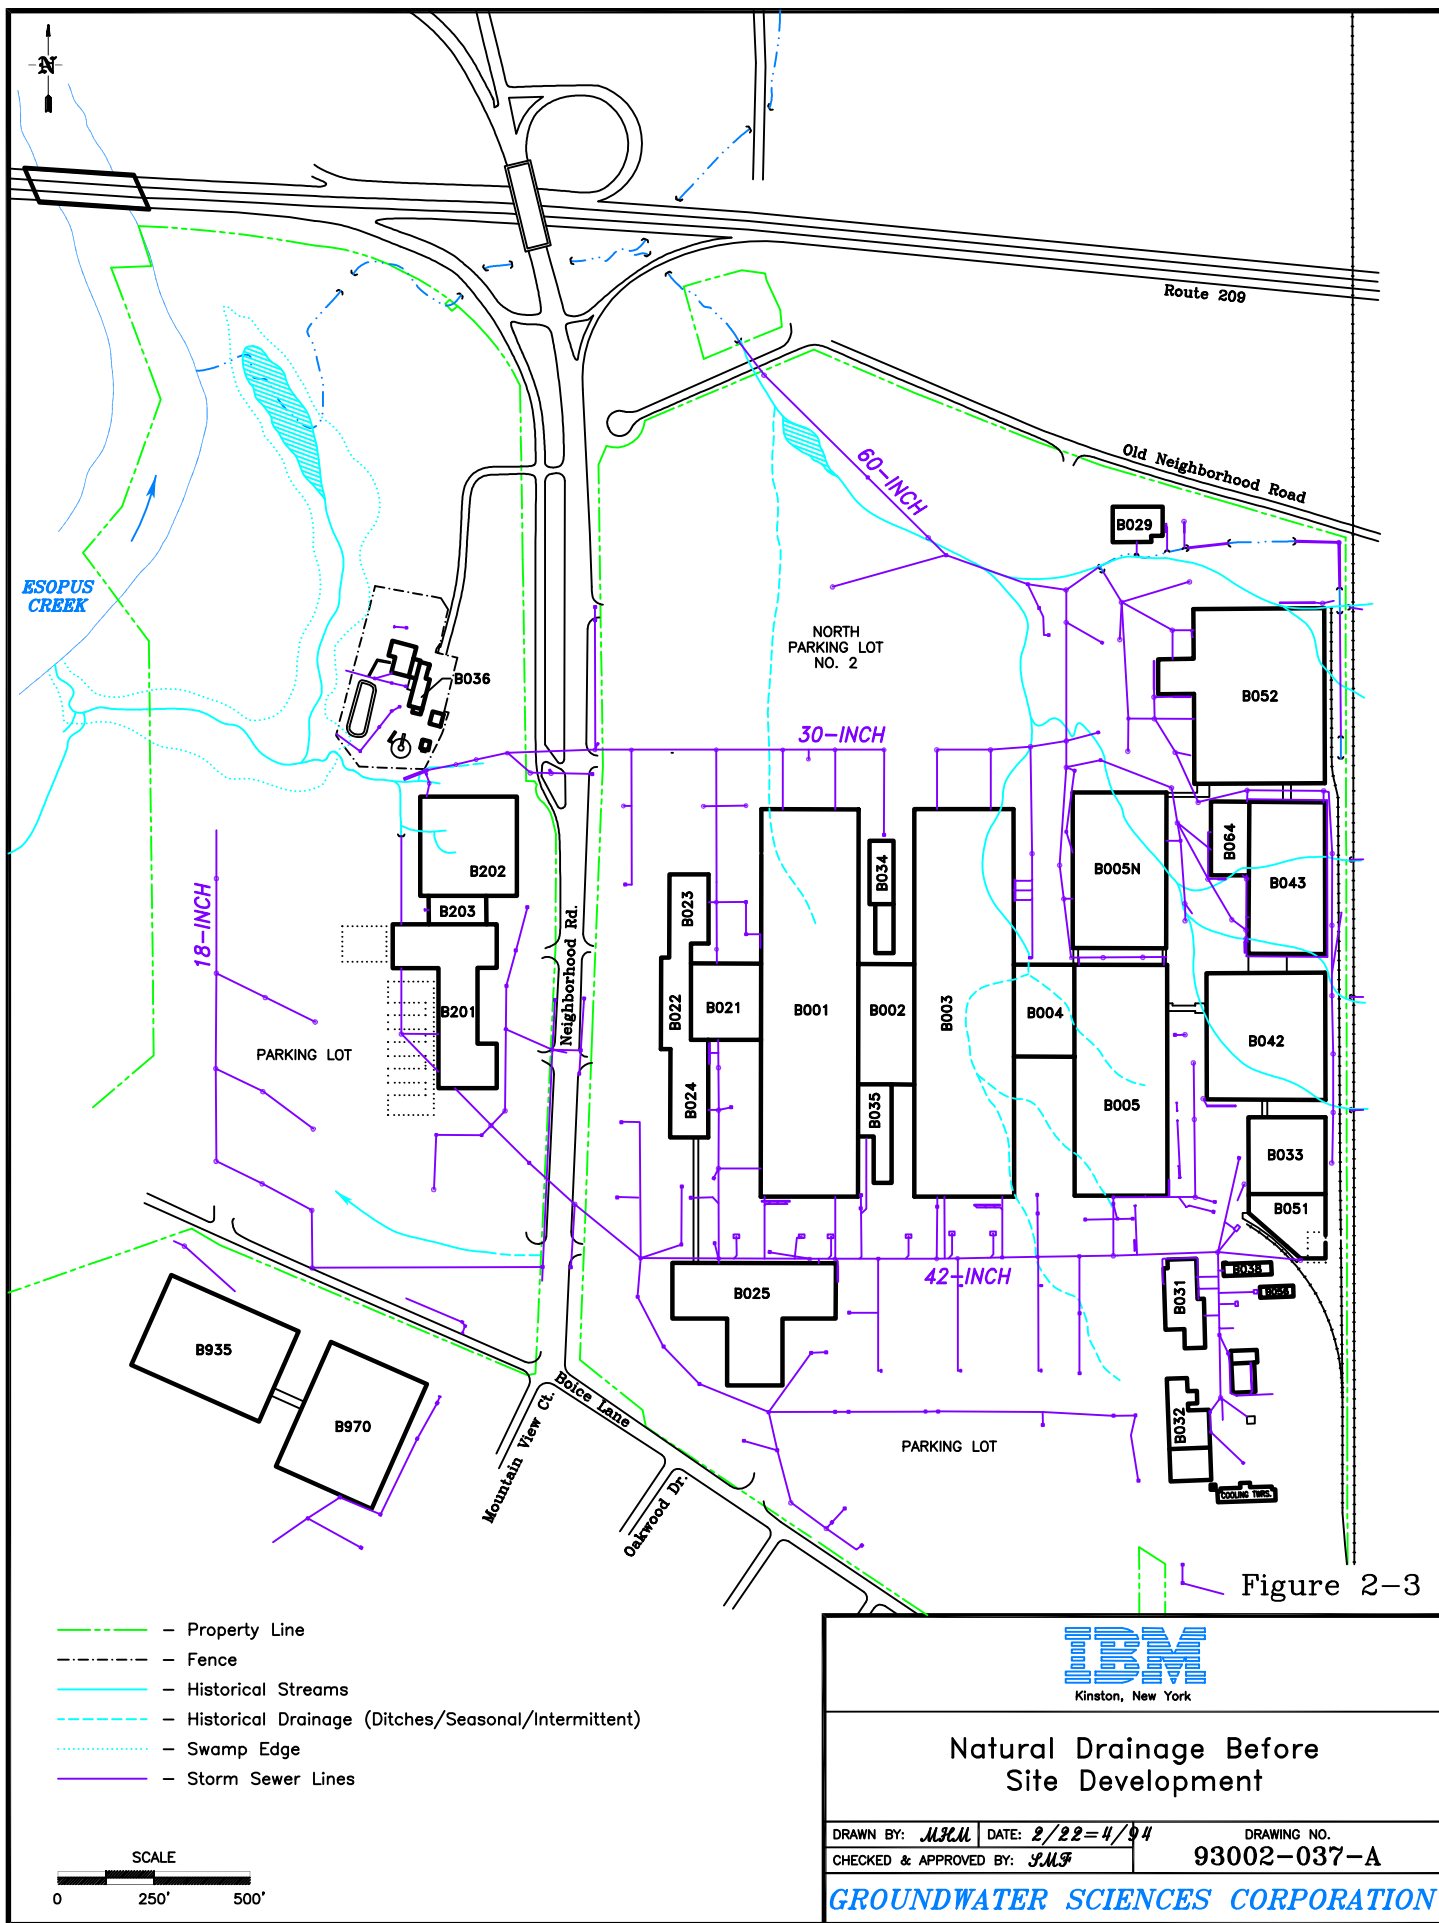 N
Route 209
Old Neighborhood Road
60-INCH
B029
ESOPUS
CREEK
NORTH
PARKING LOT
NO. 2
B036
B052
30-INCH
B202
B203
B201
18-INCH
PARKING LOT
Neighborhood Rd.
B023
B022
B021
B024
B001
B034
B002
B035
B003
B004
B005N
B005
B064
B043
B042
B033
B051
42-INCH
B025
B031
B038
B032
COOLING TWRS.
B935
B970
Boice Lane
Mountain View Ct.
Oakwood Dr.
PARKING LOT
Figure 2-3
- Property Line
- Fence
- Historical Streams
- Historical Drainage (Ditches/Seasonal/Intermittent)
- Swamp Edge
- Storm Sewer Lines
SCALE
0 250' 500'
IBM
Kinston, New York
Natural Drainage Before
Site Development
DRAWN BY: MHM DATE: 2/22=4/94
CHECKED & APPROVED BY: SMF
DRAWING NO.
93002-037-A
GROUNDWATER SCIENCES CORPORATION